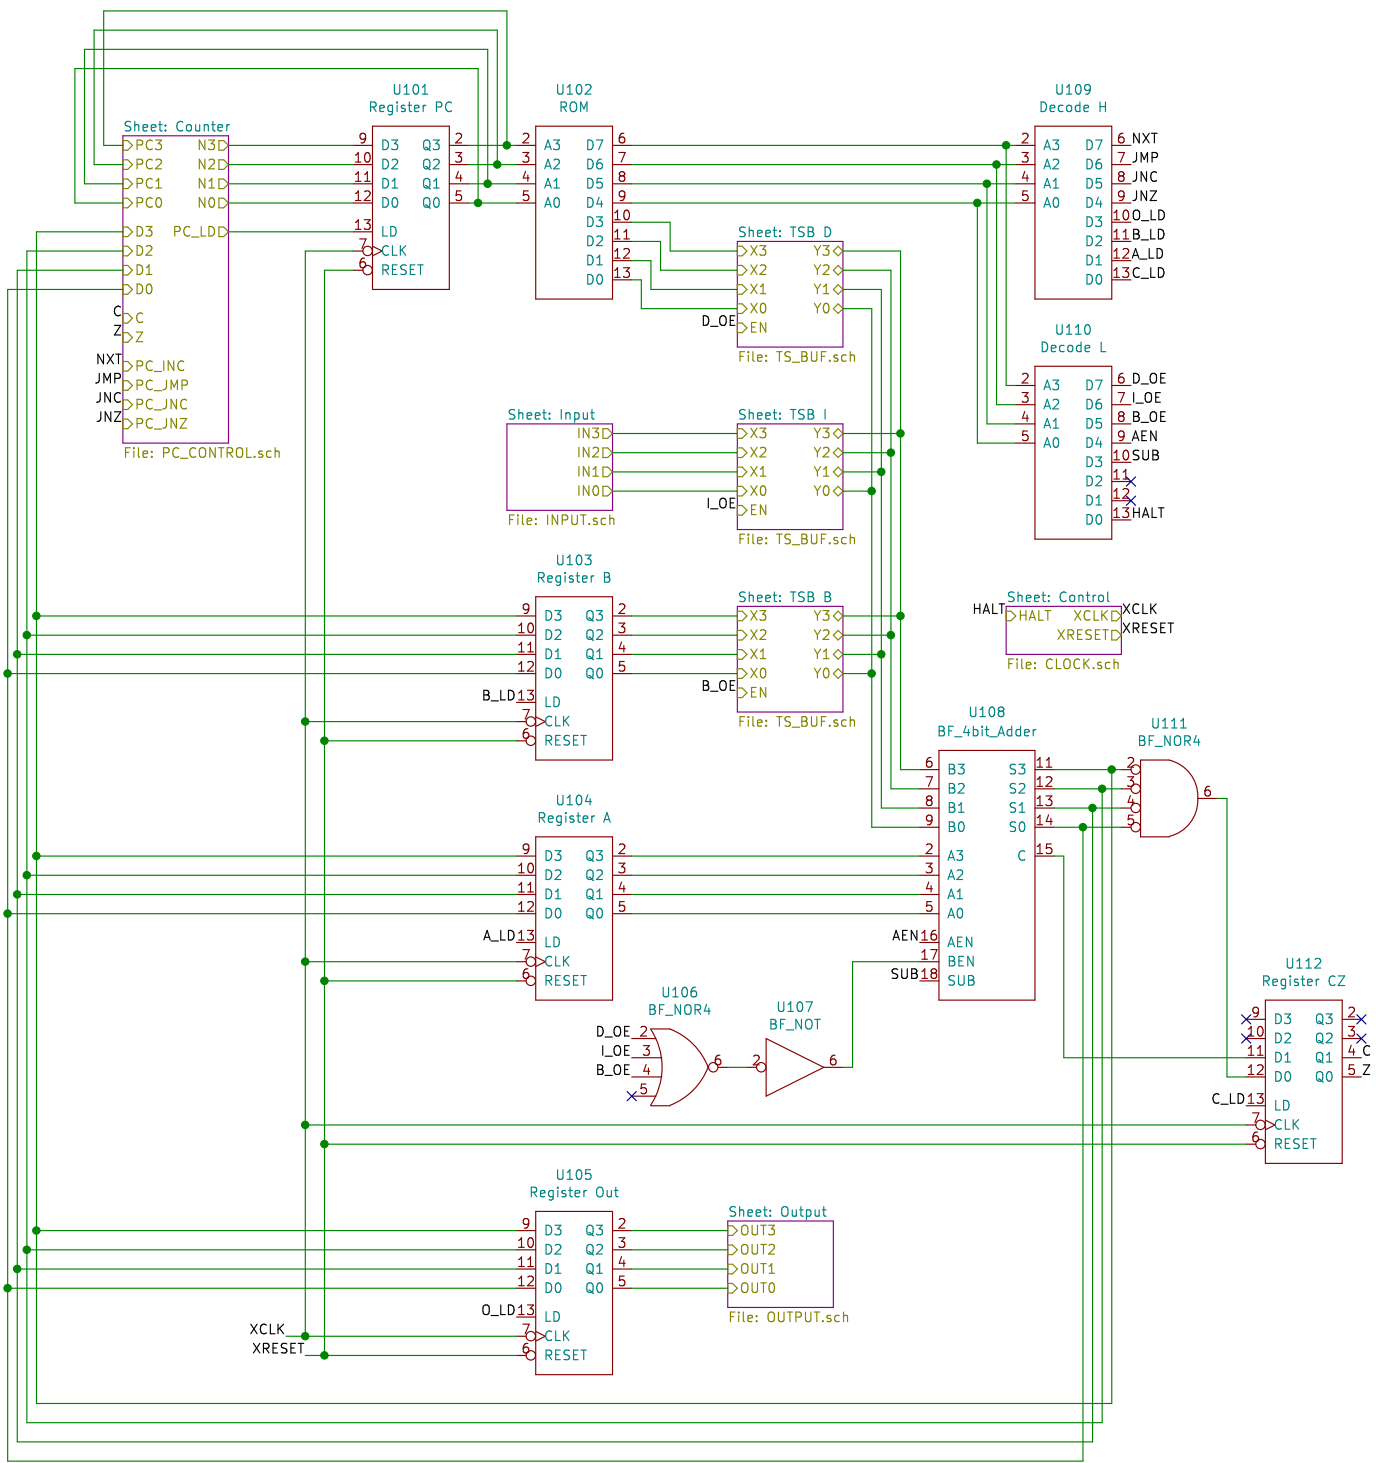 Sheet: Counter
PC3 N3
PC2 N2
PC1 N1
PC0 N0
D3 PC_LD
D2
D1
D0
C C
Z Z
NXT PC_INC
JMP PC_JMP
JNC PC_JNC
JNZ PC_JNZ
File: PC_CONTROL.sch
U101
Register PC
9 D3 Q3 2
10 D2 Q2 3
11 D1 Q1 4
12 D0 Q0 5
13 LD
7 CLK
6 RESET
U102
ROM
2 A3 D7 6
3 A2 D6 7
4 A1 D5 8
5 A0 D4 9
D3 10
D2 11
D1 12
D0 13
Sheet: TSB D
X3 Y3
X2 Y2
X1 Y1
X0 Y0
D_OE EN
File: TS_BUF.sch
U109
Decode H
2 A3 D7 6 NXT
3 A2 D6 7 JMP
4 A1 D5 8 JNC
5 A0 D4 9 JNZ
D3 10 O_LD
D2 11 B_LD
D1 12 A_LD
D0 13 C_LD
U110
Decode L
2 A3 D7 6 D_OE
3 A2 D6 7 I_OE
4 A1 D5 8 B_OE
5 A0 D4 9 AEN
D3 10 SUB
D2 11
D1 12
D0 13 HALT
Sheet: Input
IN3
IN2
IN1
IN0
File: INPUT.sch
Sheet: TSB I
X3 Y3
X2 Y2
X1 Y1
X0 Y0
I_OE EN
File: TS_BUF.sch
U103
Register B
9 D3 Q3 2
10 D2 Q2 3
11 D1 Q1 4
12 D0 Q0 5
B_LD 13 LD
7 CLK
6 RESET
Sheet: TSB B
X3 Y3
X2 Y2
X1 Y1
X0 Y0
B_OE EN
File: TS_BUF.sch
Sheet: Control
HALT HALT XCLK XCLK
XRESET XRESET
File: CLOCK.sch
U108
BF_4bit_Adder
6 B3 S3 11
7 B2 S2 12
8 B1 S1 13
9 B0 S0 14
2 A3 C 15
3 A2
4 A1
5 A0
AEN 16 AEN
17 BEN
SUB 18 SUB
U111
BF_NOR4
2
3
4
5
6
U104
Register A
9 D3 Q3 2
10 D2 Q2 3
11 D1 Q1 4
12 D0 Q0 5
A_LD 13 LD
7 CLK
6 RESET
U106
BF_NOR4
D_OE 2
I_OE 3
B_OE 4
5
6
U107
BF_NOT
2 6
U112
Register CZ
9 D3 Q3 2
10 D2 Q2 3
11 D1 Q1 4 C
12 D0 Q0 5 Z
C_LD 13 LD
7 CLK
6 RESET
U105
Register Out
9 D3 Q3 2
10 D2 Q2 3
11 D1 Q1 4
12 D0 Q0 5
O_LD 13 LD
XCLK 7 CLK
XRESET 6 RESET
Sheet: Output
OUT3
OUT2
OUT1
OUT0
File: OUTPUT.sch